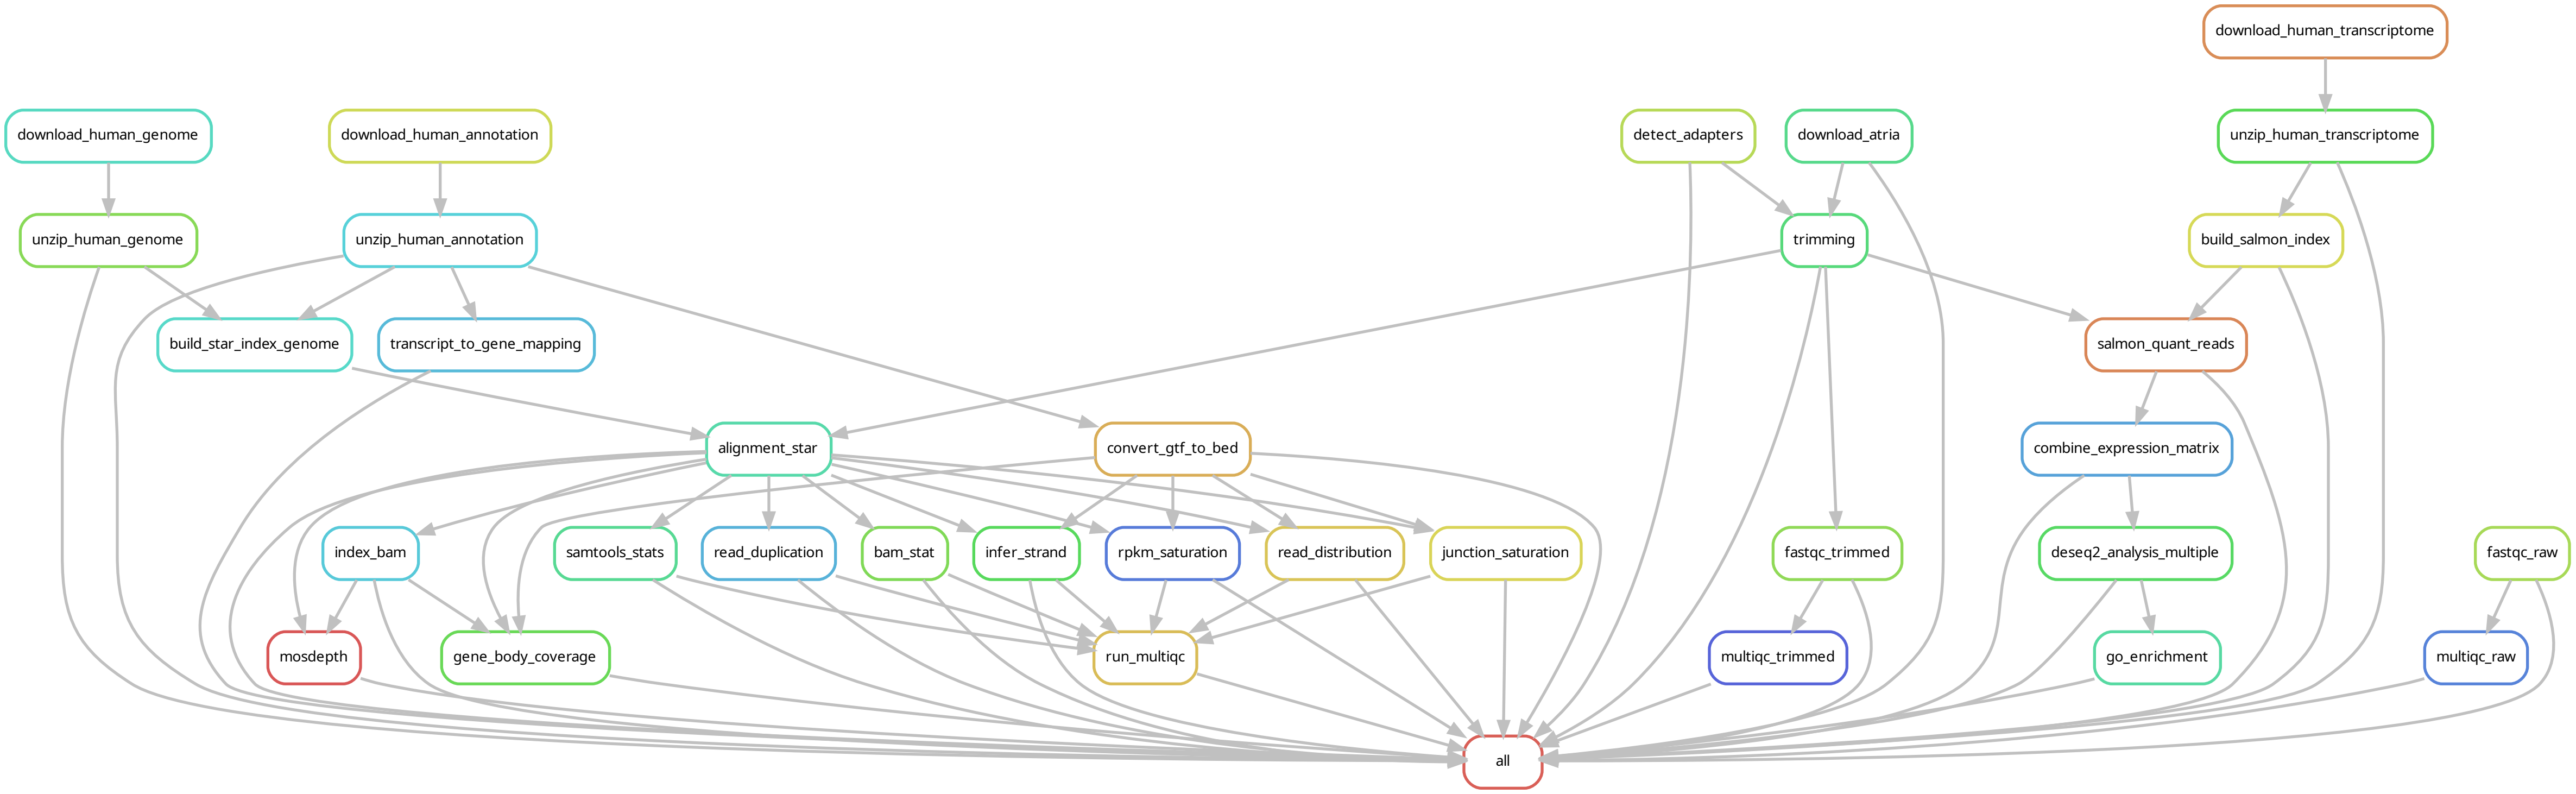 download_human_transcriptome
download_human_genome
download_human_annotation
detect_adapters
download_atria
unzip_human_transcriptome
unzip_human_genome
unzip_human_annotation
trimming
build_salmon_index
build_star_index_genome
transcript_to_gene_mapping
salmon_quant_reads
alignment_star
convert_gtf_to_bed
combine_expression_matrix
index_bam
samtools_stats
read_duplication
bam_stat
infer_strand
rpkm_saturation
read_distribution
junction_saturation
fastqc_trimmed
deseq2_analysis_multiple
fastqc_raw
mosdepth
gene_body_coverage
run_multiqc
multiqc_trimmed
go_enrichment
multiqc_raw
all